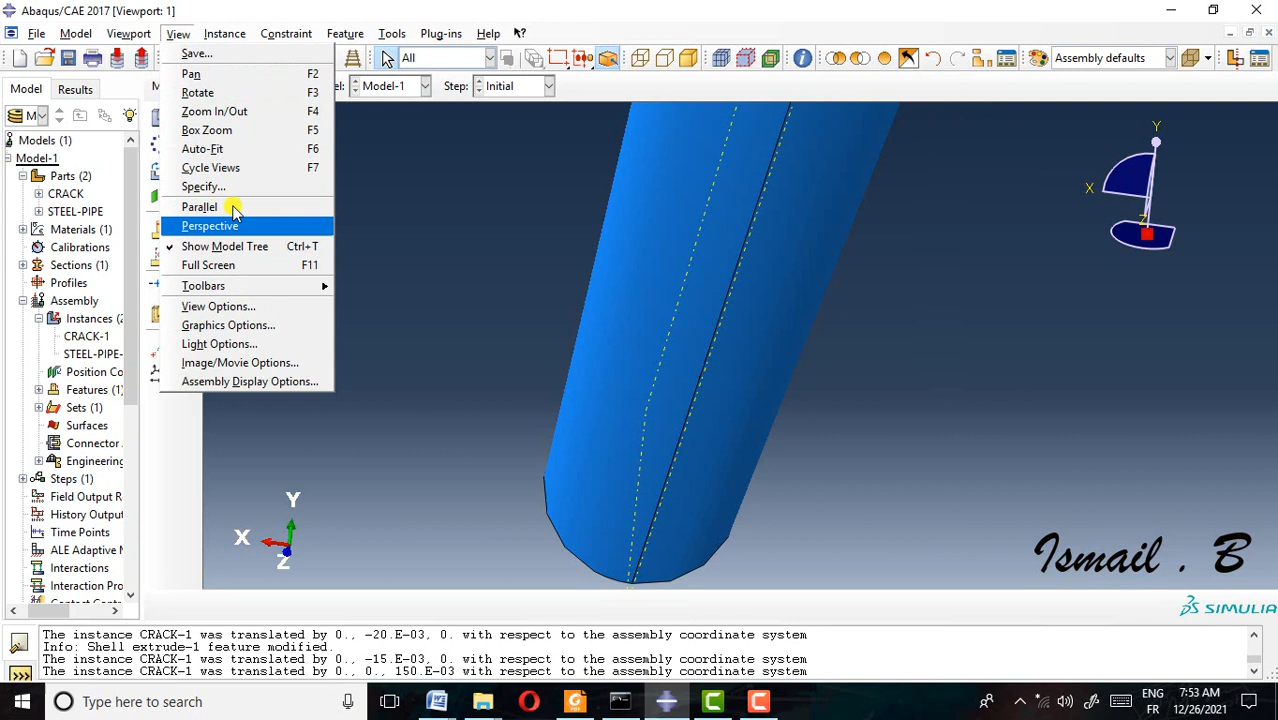 Abaqus/CAE 2017 [Viewport: 1]
File Model Viewport View Instance Constraint Feature Tools Plug-ins Help
All
Assembly defaults
Model Results
Model-1 Step: Initial
Save...
Pan F2
Rotate F3
Zoom In/Out F4
Box Zoom F5
Auto-Fit F6
Cycle Views F7
Specify...
Parallel
Perspective
Show Model Tree Ctrl+T
Full Screen F11
Toolbars
View Options...
Graphics Options...
Light Options...
Image/Movie Options...
Assembly Display Options...
Models (1)
Model-1
Parts (2)
CRACK
STEEL-PIPE
Materials (1)
Calibrations
Sections (1)
Profiles
Assembly
Instances (2
CRACK-1
STEEL-PIPE-
Position Co
Features (1)
Sets (1)
Surfaces
Connector
Engineering
Steps (1)
Field Output R
History Output
Time Points
ALE Adaptive M
Interactions
Interaction Pro
Y
X
Z
Y
X
Z
Ismail . B
SIMULIA
The instance CRACK-1 was translated by 0., -20.E-03, 0. with respect to the assembly coordinate system
Info: Shell extrude-1 feature modified.
The instance CRACK-1 was translated by 0., -15.E-03, 0. with respect to the assembly coordinate system
The instance CRACK-1 was translated by 0., 0., 150.E-03 with respect to the assembly coordinate system
Type here to search
ENG
FR
7:53 AM
12/26/2021